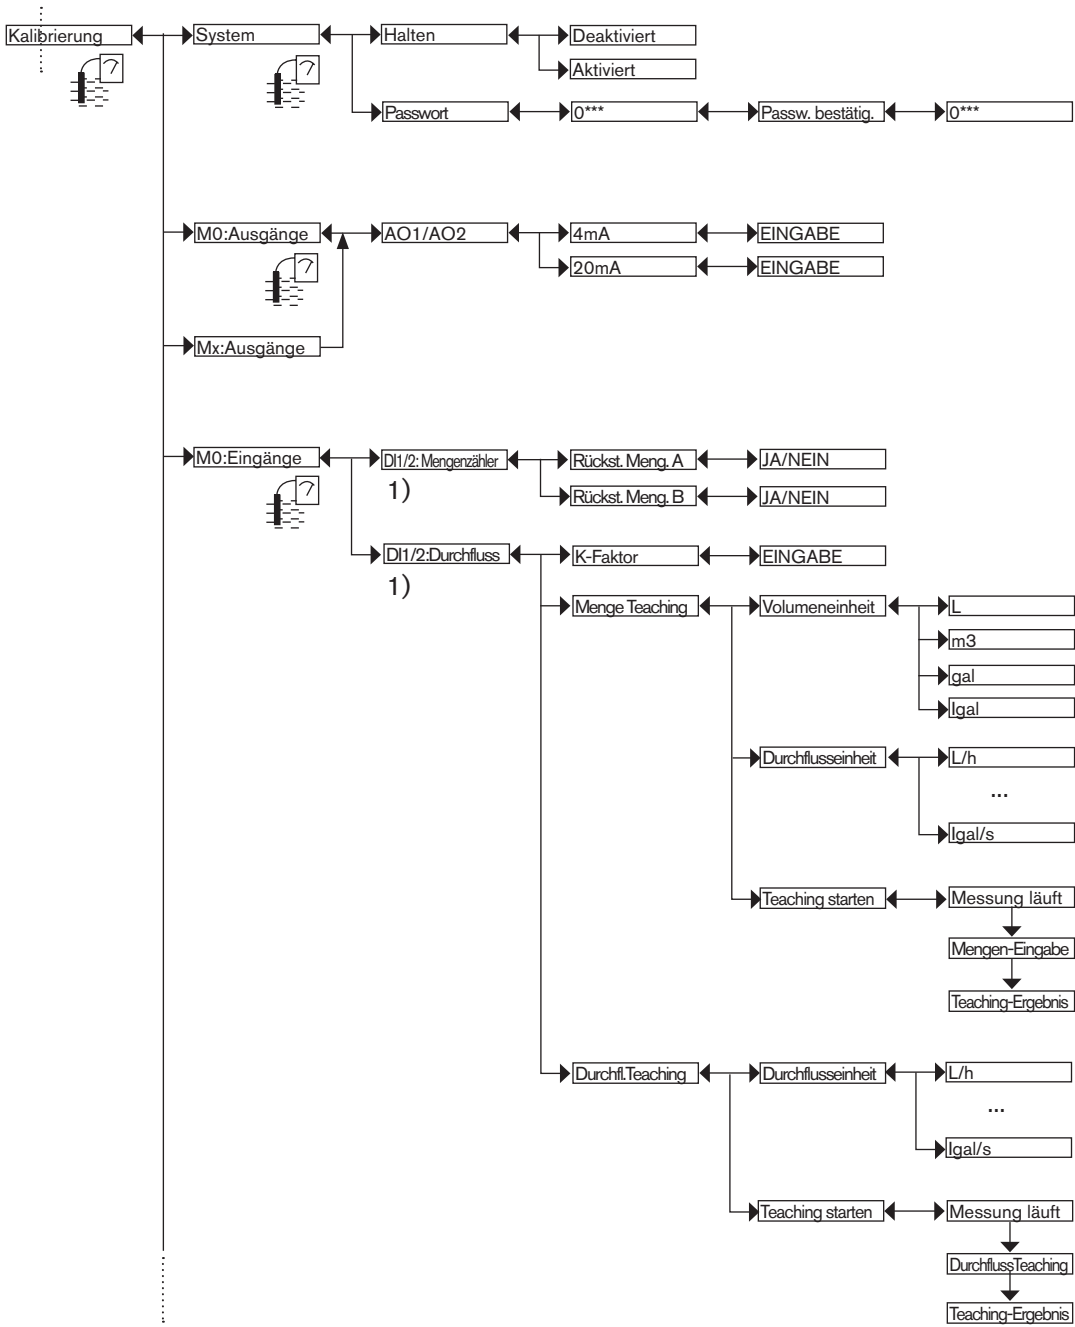 Kalibrierung System Halten Deaktiviert
Aktiviert
Passwort 0*** Passw. bestätig. 0***
M0:Ausgänge AO1/AO2 4mA EINGABE
20mA EINGABE
Mx:Ausgänge
M0:Eingänge DI1/2: Mengenzähler Rückst. Meng. A JA/NEIN
1)
Rückst. Meng. B JA/NEIN
DI1/2:Durchfluss K-Faktor EINGABE
1)
Menge Teaching Volumeneinheit L
m3
gal
Igal
Durchflusseinheit L/h
...
Igal/s
Teaching starten Messung läuft
Mengen-Eingabe
Teaching-Ergebnis
Durchfl.Teaching Durchflusseinheit L/h
...
Igal/s
Teaching starten Messung läuft
DurchflussTeaching
Teaching-Ergebnis